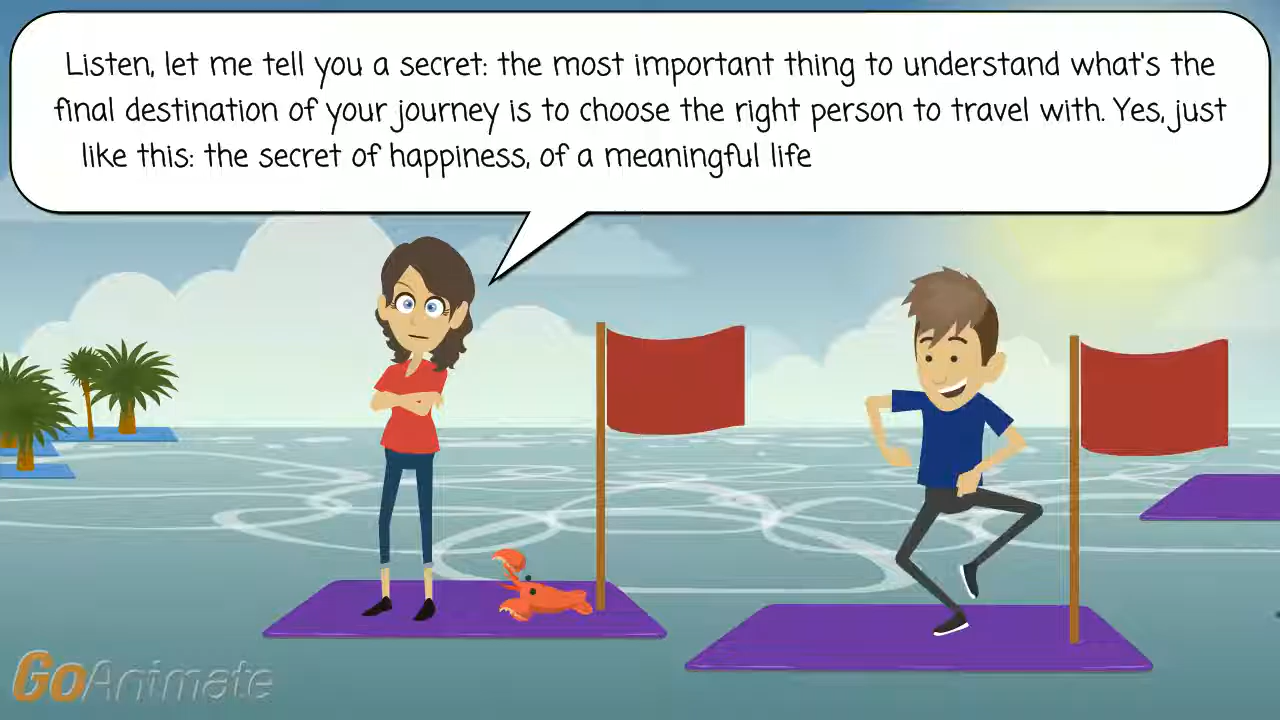 Listen, let me tell you a secret: the most important thing to understand what's the
final destination of your journey is to choose the right person to travel with. Yes, just
like this: the secret of happiness, of a meaningful life
GoAnimate